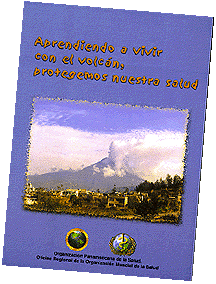 Aprendiendo a vivir
con el volcán,
protegemos nuestra salud
Organización Panamericana de la Salud,
Oficina Regional de la Organización Mundial de la Salud